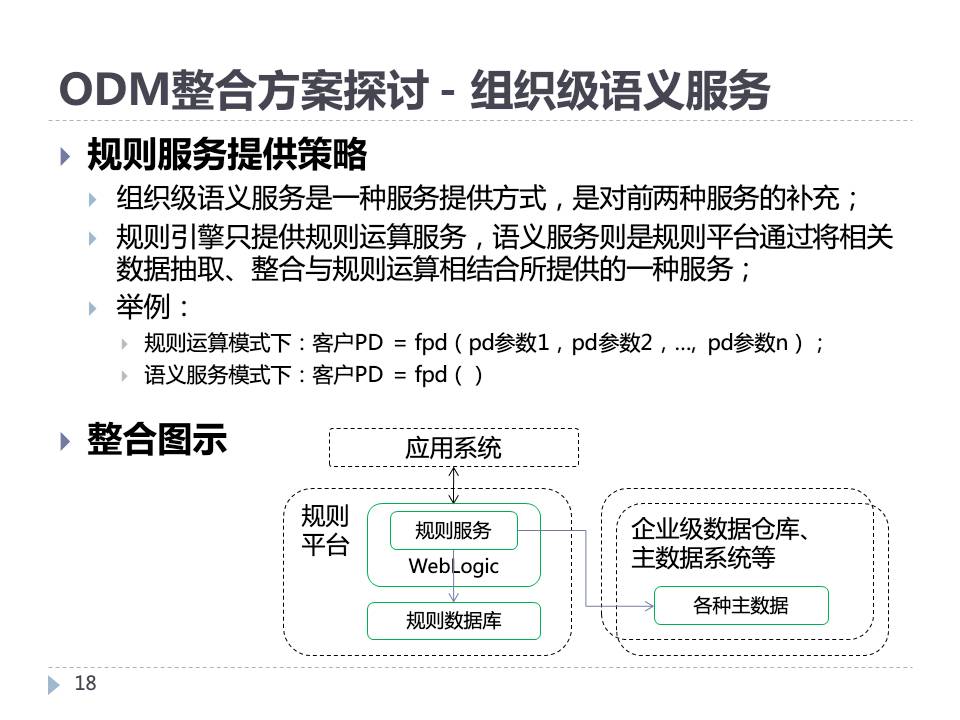 ODM整合方案探讨 - 组织级语义服务
规则服务提供策略
组织级语义服务是一种服务提供方式，是对前两种服务的补充；
规则引擎只提供规则运算服务，语义服务则是规则平台通过将相关
数据抽取、整合与规则运算相结合所提供的一种服务；
举例：
规则运算模式下：客户PD = fpd（pd参数1，pd参数2，…, pd参数n）；
语义服务模式下：客户PD = fpd（）
整合图示
应用系统
规则
平台
规则服务
WebLogic
规则数据库
企业级数据仓库、
主数据系统等
各种主数据
18